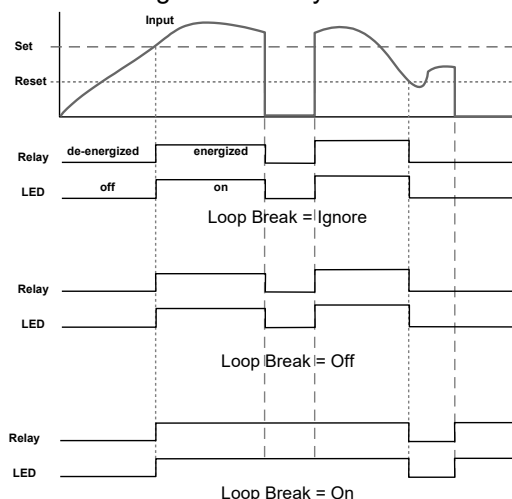 Input
Set
Reset
Relay de-energized energized
LED off on
Loop Break = Ignore
Relay
LED
Loop Break = Off
Relay
LED
Loop Break = On